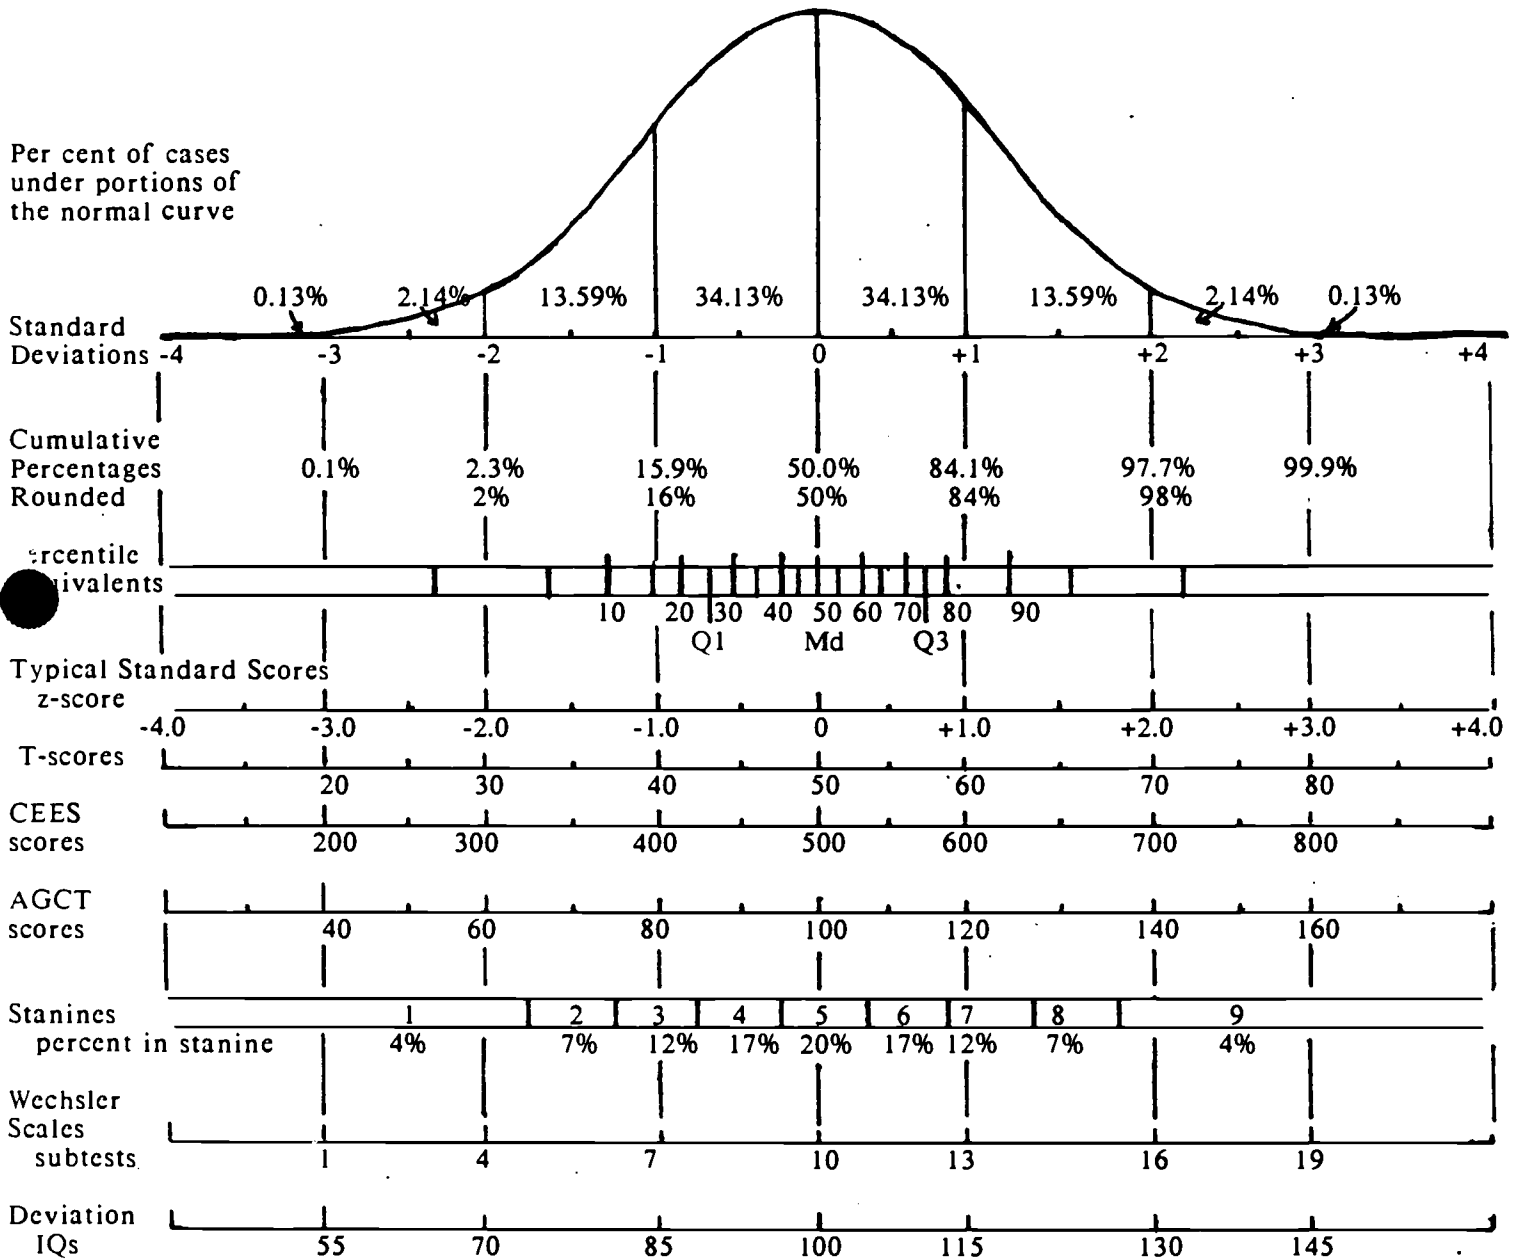 Per cent of cases
under portions of
the normal curve
0.13% 2.14% 13.59% 34.13% 34.13% 13.59% 2.14% 0.13%
Standard
Deviations -4 -3 -2 -1 0 +1 +2 +3 +4
Cumulative
Percentages 0.1% 2.3% 15.9% 50.0% 84.1% 97.7% 99.9%
Rounded 2% 16% 50% 84% 98%
ercentile
ivalents
10 20 30 40 50 60 70 80 90
Q1 Md Q3
Typical Standard Scores
z-score
-4.0 -3.0 -2.0 -1.0 0 +1.0 +2.0 +3.0 +4.0
T-scores
20 30 40 50 60 70 80
CEES
scores 200 300 400 500 600 700 800
AGCT
scores 40 60 80 100 120 140 160
Stanines 1 2 3 4 5 6 7 8 9
percent in stanine 4% 7% 12% 17% 20% 17% 12% 7% 4%
Wechsler
Scales
subtests 1 4 7 10 13 16 19
Deviation
IQs 55 70 85 100 115 130 145